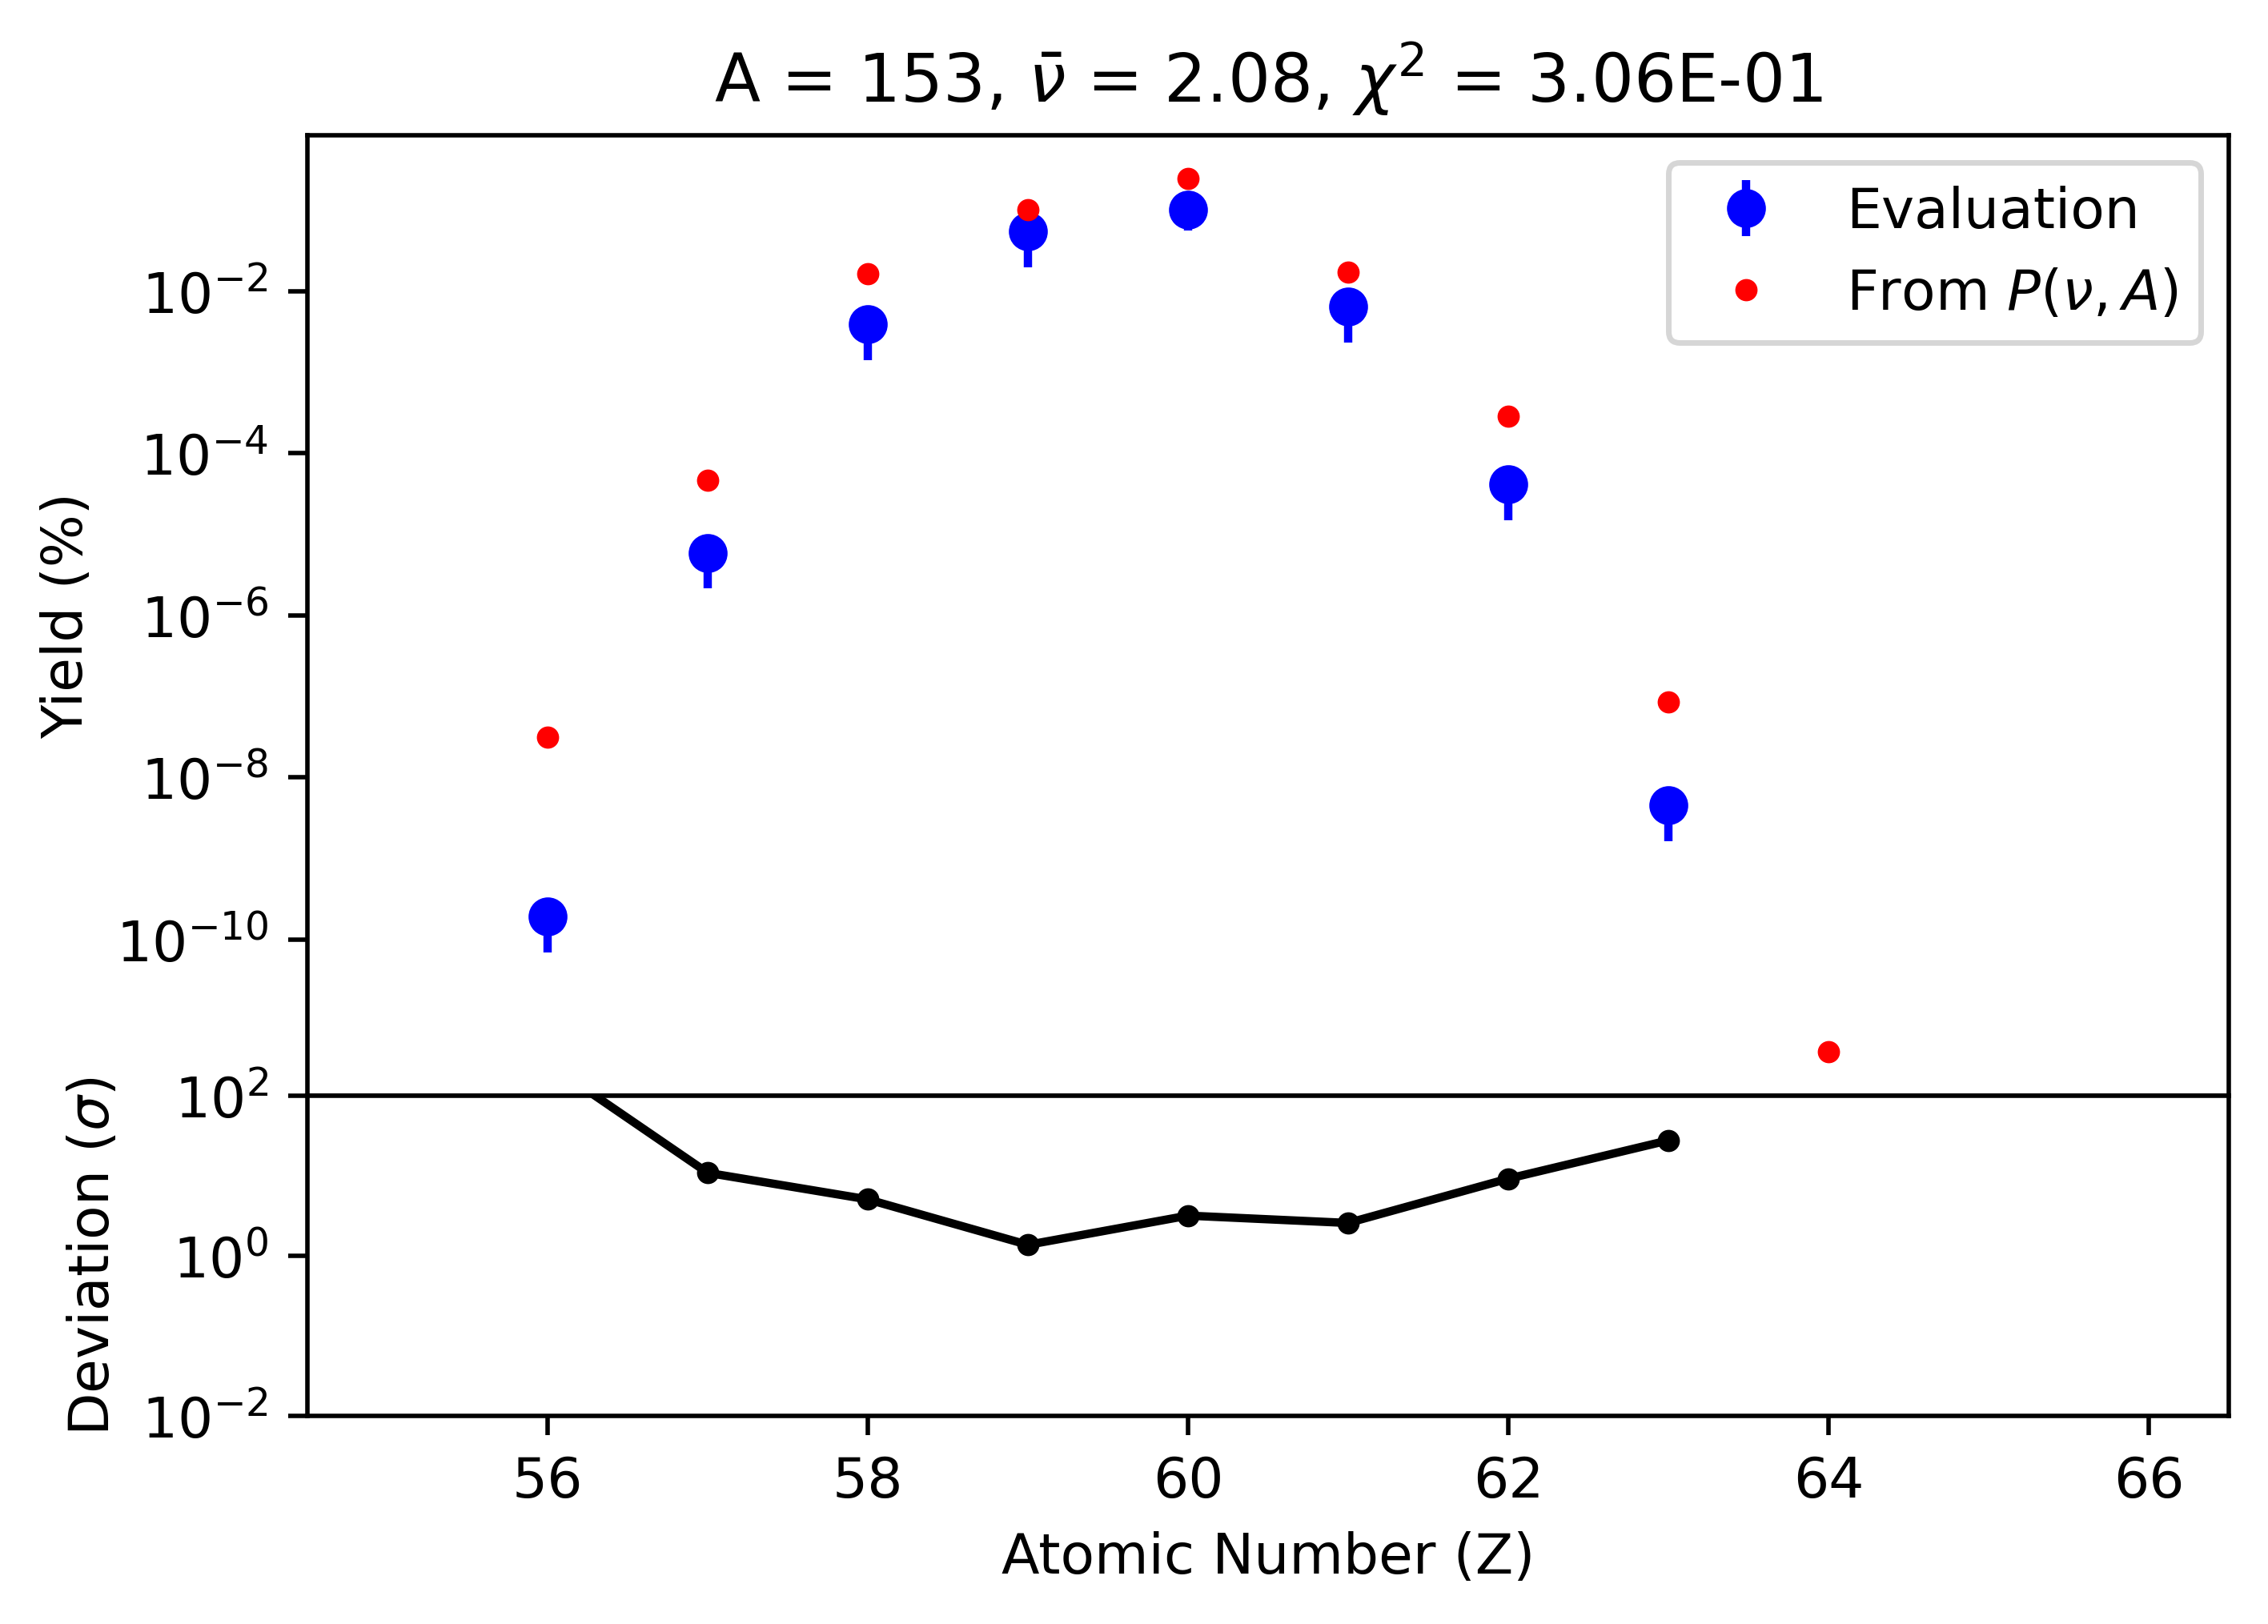 A = 153, ν̄ = 2.08, χ² = 3.06E-01
Evaluation
From P(ν, A)
Yield (%)
10⁻²
10⁻⁴
10⁻⁶
10⁻⁸
10⁻¹⁰
Deviation (σ)
10²
10⁰
10⁻²
56 58 60 62 64 66
Atomic Number (Z)